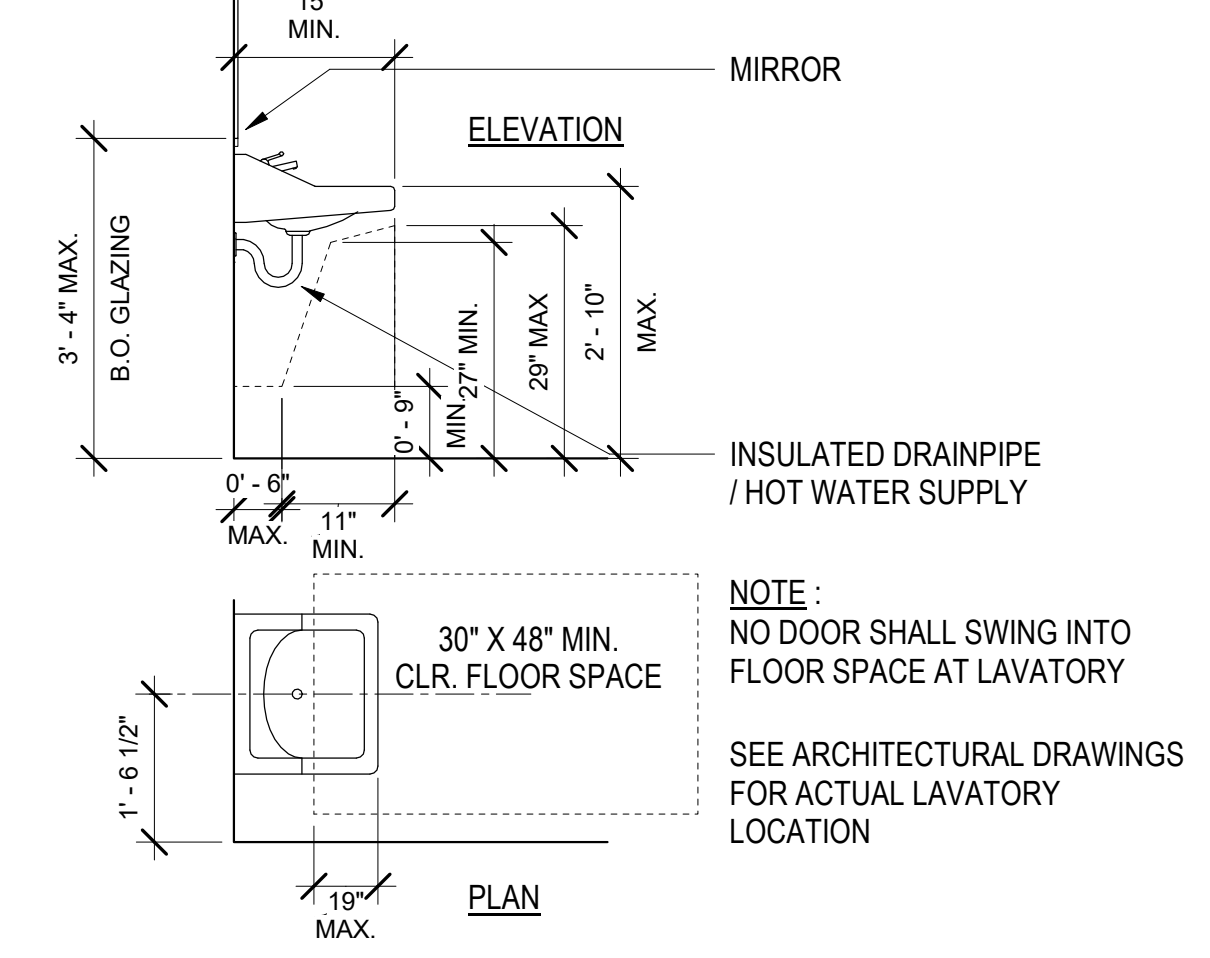 15
MIN.
MIRROR
ELEVATION
3' - 4" MAX.
B.O. GLAZING
0' - 9"
MIN.
27" MIN.
29" MAX
2' - 10"
MAX.
INSULATED DRAINPIPE
/ HOT WATER SUPPLY
0' - 6"
MAX.
11"
MIN.
30" X 48" MIN.
CLR. FLOOR SPACE
NOTE :
NO DOOR SHALL SWING INTO
FLOOR SPACE AT LAVATORY
SEE ARCHITECTURAL DRAWINGS
FOR ACTUAL LAVATORY
LOCATION
1' - 6 1/2"
19"
MAX.
PLAN